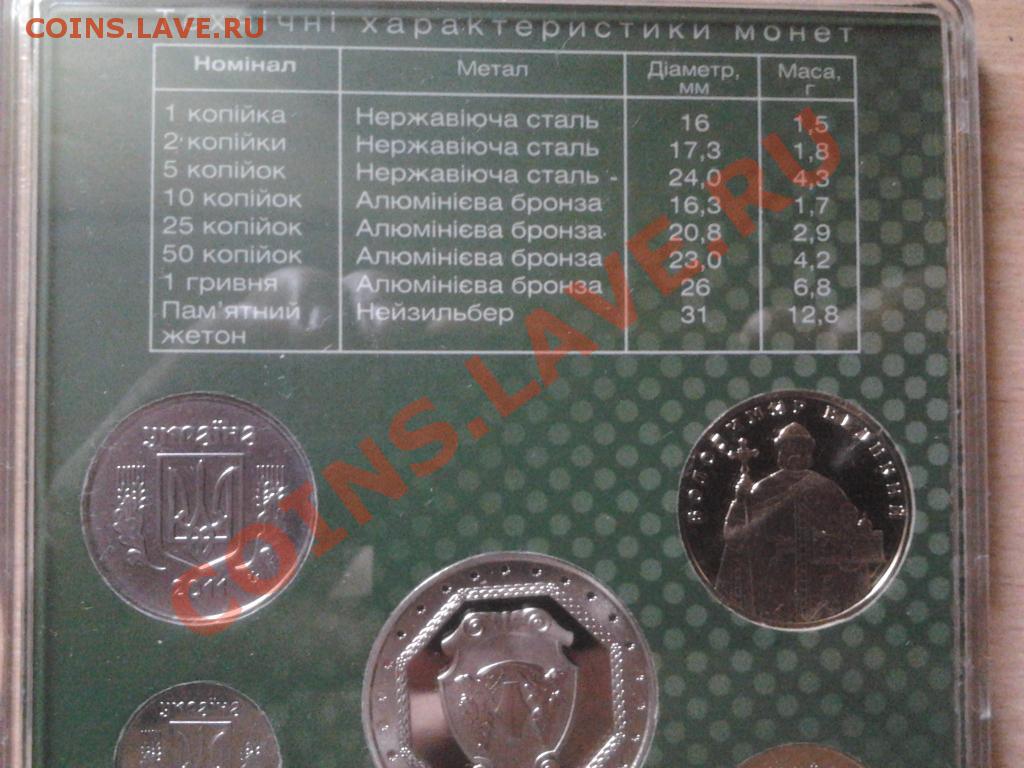 COINS.LAVE.RU
Технічні характеристики монет
Номінал Метал Діаметр, мм Маса, г
1 копійка Нержавіюча сталь 16 1,5
2 копійки Нержавіюча сталь 17,3 1,8
5 копійок Нержавіюча сталь 24,0 4,3
10 копійок Алюмінієва бронза 16,3 1,7
25 копійок Алюмінієва бронза 20,8 2,9
50 копійок Алюмінієва бронза 23,0 4,2
1 гривня Алюмінієва бронза 26 6,8
Пам'ятний жетон Нейзильбер 31 12,8
COINS.LAVE.RU
україна
2011
ВОЛОДИМИР ВЕЛИКИЙ
україна